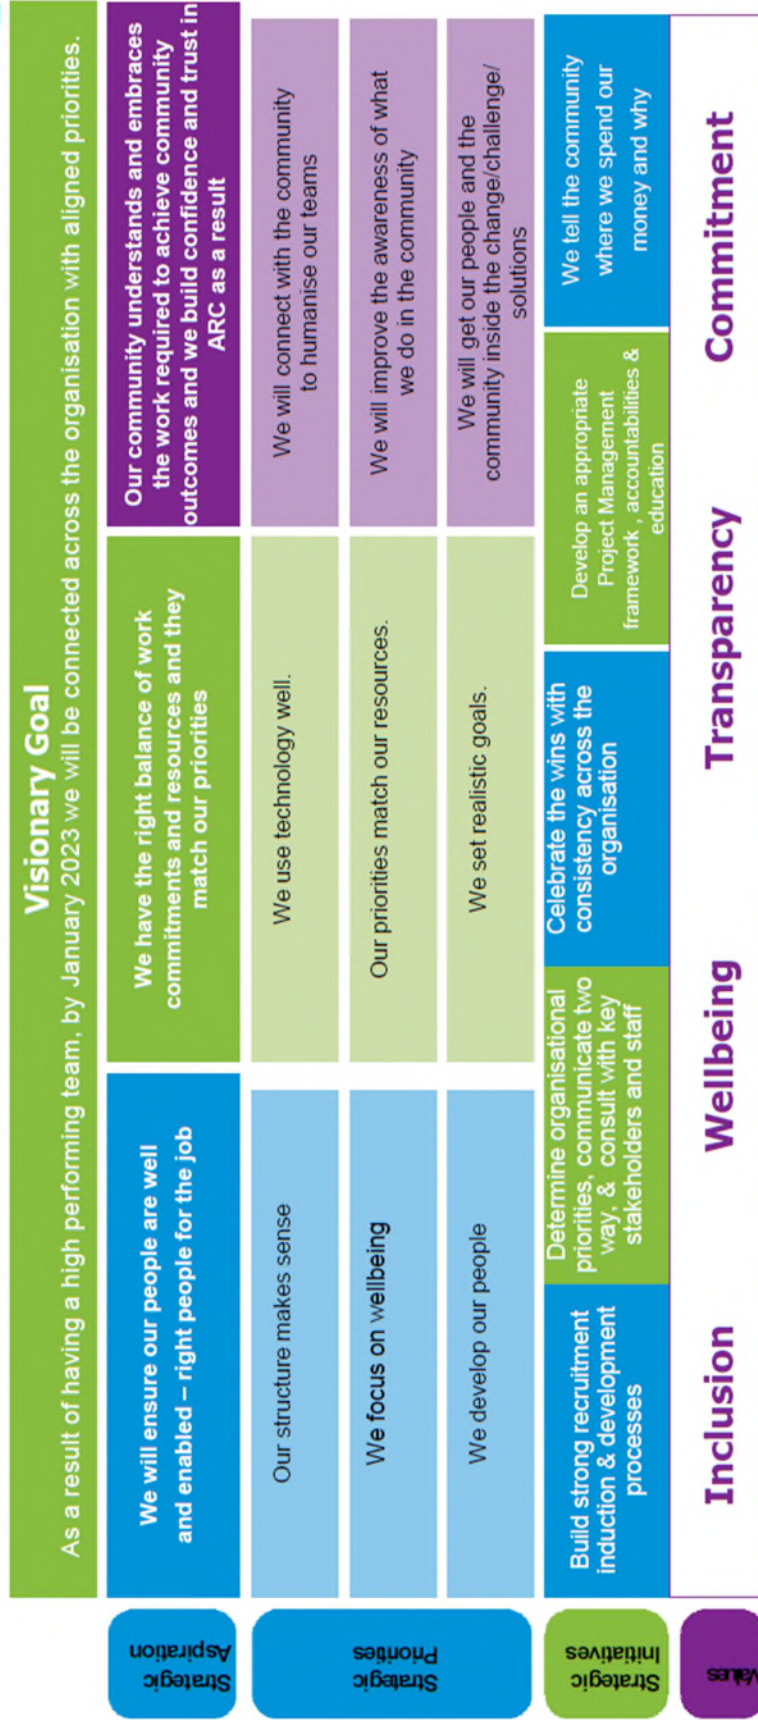 Visionary Goal
As a result of having a high performing team, by January 2023 we will be connected across the organisation with aligned priorities.
Strategic
Aspiration
We will ensure our people are well
and enabled – right people for the job
We have the right balance of work
commitments and resources and they
match our priorities
Our community understands and embraces
the work required to achieve community
outcomes and we build confidence and trust in
ARC as a result
Strategic
Priorities
Our structure makes sense
We use technology well.
We will connect with the community
to humanise our teams
We focus on wellbeing
Our priorities match our resources.
We will improve the awareness of what
we do in the community
We develop our people
We set realistic goals.
We will get our people and the
community inside the change/challenge/
solutions
Strategic
Initiatives
Build strong recruitment
induction & development
processes
Determine organisational
priorities, communicate two
way, & consult with key
stakeholders and staff
Celebrate the wins with
consistency across the
organisation
Develop an appropriate
Project Management
framework , accountabilities &
education
We tell the community
where we spend our
money and why
Values
Inclusion
Wellbeing
Transparency
Commitment